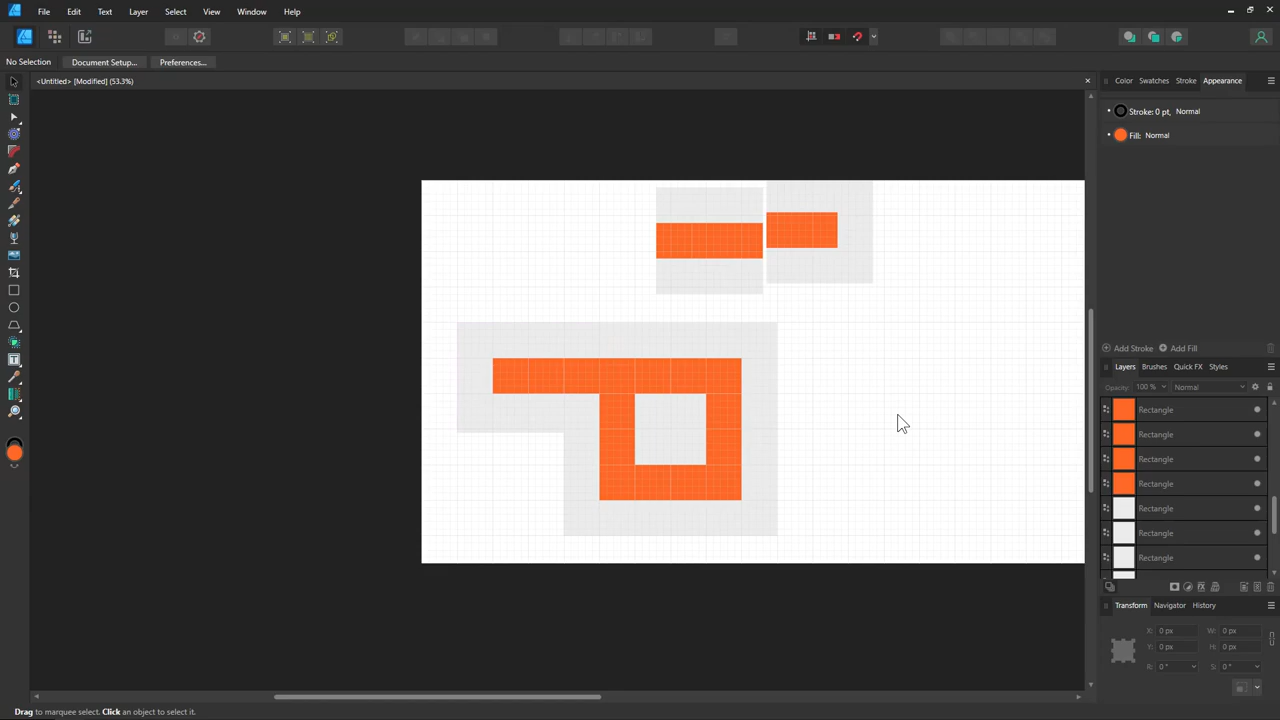 File Edit Text Layer Select View Window Help
No Selection Document Setup... Preferences...
<Untitled> [Modified] (53.3%)
Color Swatches Stroke Appearance
Stroke: 0 pt, Normal
Fill: Normal
Add Stroke Add Fill
Layers Brushes Quick FX Styles
Opacity: 100 % Normal
Rectangle
Rectangle
Rectangle
Rectangle
Rectangle
Rectangle
Rectangle
Transform Navigator History
X: 0 px W: 0 px
Y: 0 px H: 0 px
R: 0 ° S: 0 °
Drag to marquee select. Click an object to select it.